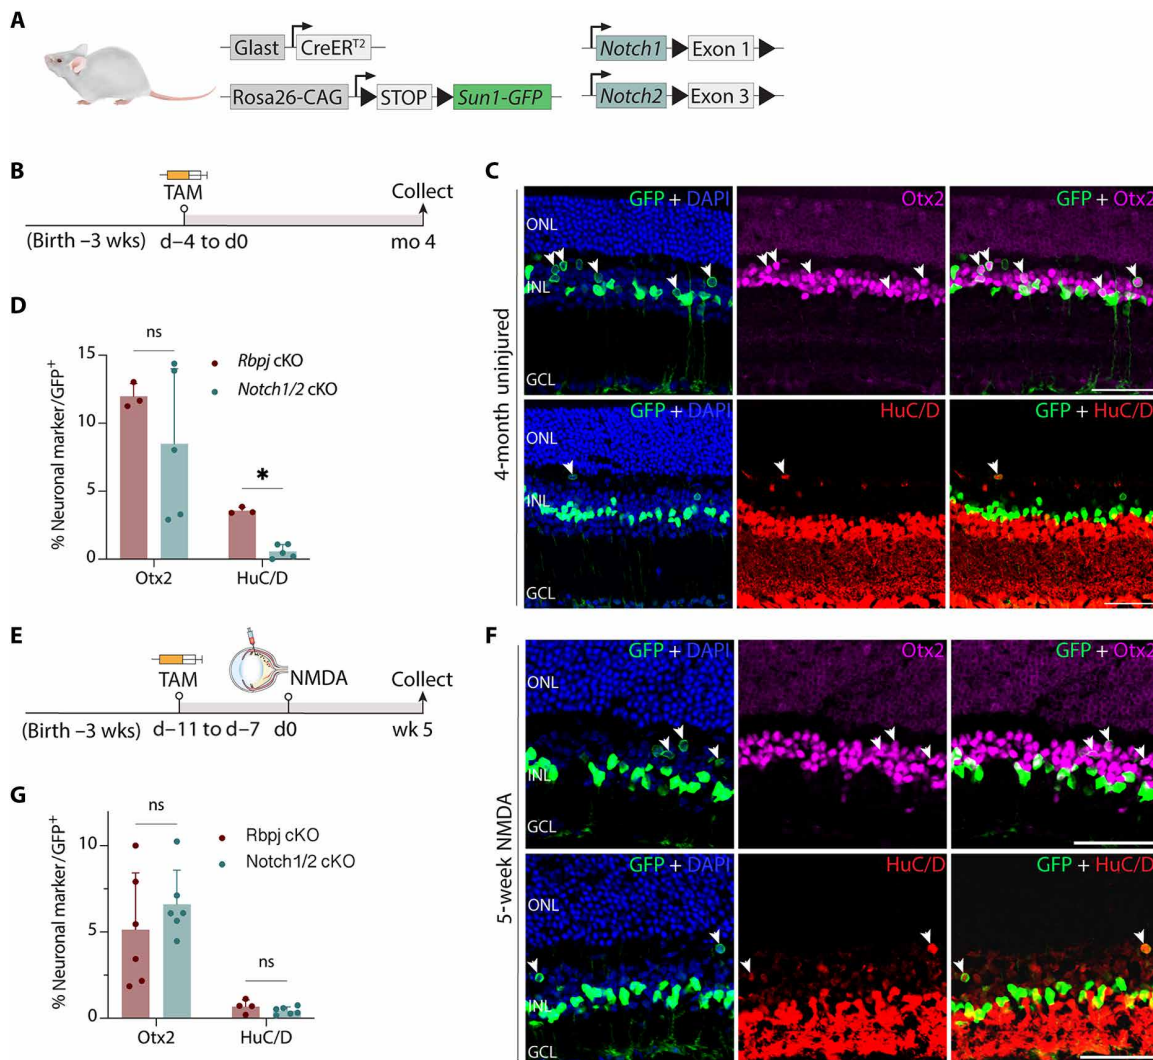 A
Glast CreERT2
Notch1 Exon 1
Rosa26-CAG STOP Sun1-GFP
Notch2 Exon 3
B
TAM
Collect
(Birth –3 wks) d–4 to d0 mo 4
C
4-month uninjured
GFP + DAPI Otx2 GFP + Otx2
ONL
INL
GCL
GFP + DAPI HuC/D GFP + HuC/D
ONL
INL
GCL
D
% Neuronal marker/GFP+
15
10
5
0
ns
*
Rbpj cKO
Notch1/2 cKO
Otx2 HuC/D
E
TAM NMDA Collect
(Birth –3 wks) d–11 to d–7 d0 wk 5
F
5-week NMDA
GFP + DAPI Otx2 GFP + Otx2
ONL
INL
GCL
GFP + DAPI HuC/D GFP + HuC/D
ONL
INL
GCL
G
% Neuronal marker/GFP+
10
5
0
ns
ns
Rbpj cKO
Notch1/2 cKO
Otx2 HuC/D